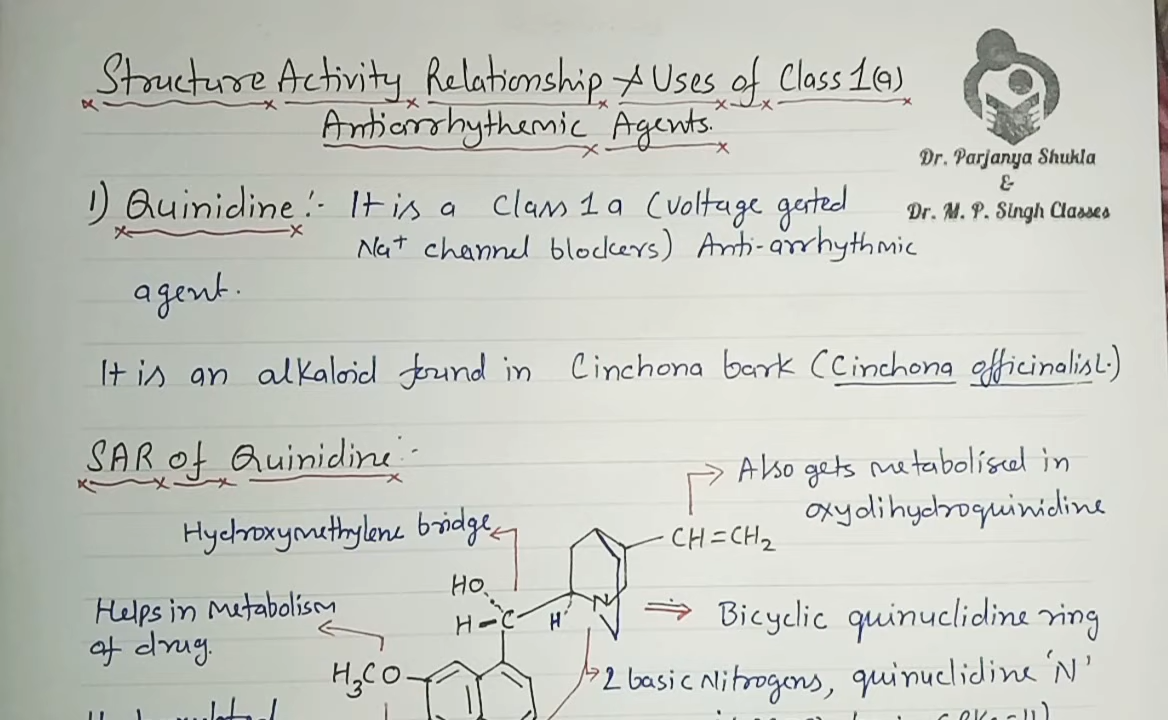 Structure Activity Relationship & Uses of Class 1(a)
Antiarrhythemic Agents.
Dr. Parjanya Shukla
&
Dr. M. P. Singh Classes
1) Quinidine :- It is a Class 1a (voltage gated
Na+ channel blockers) Anti-arrhythmic
agent.
It is an alkaloid found in Cinchona bark (Cinchona officinalis L.)
SAR of Quinidine :-
Also gets metabolised in
oxydihydroquinidine
Hydroxymethylene bridge
CH=CH2
HO
H-C
H
N
Helps in Metabolism
of drug.
Bicyclic quinuclidine ring
H3CO
2 basic Nitrogens, quinuclidine 'N'